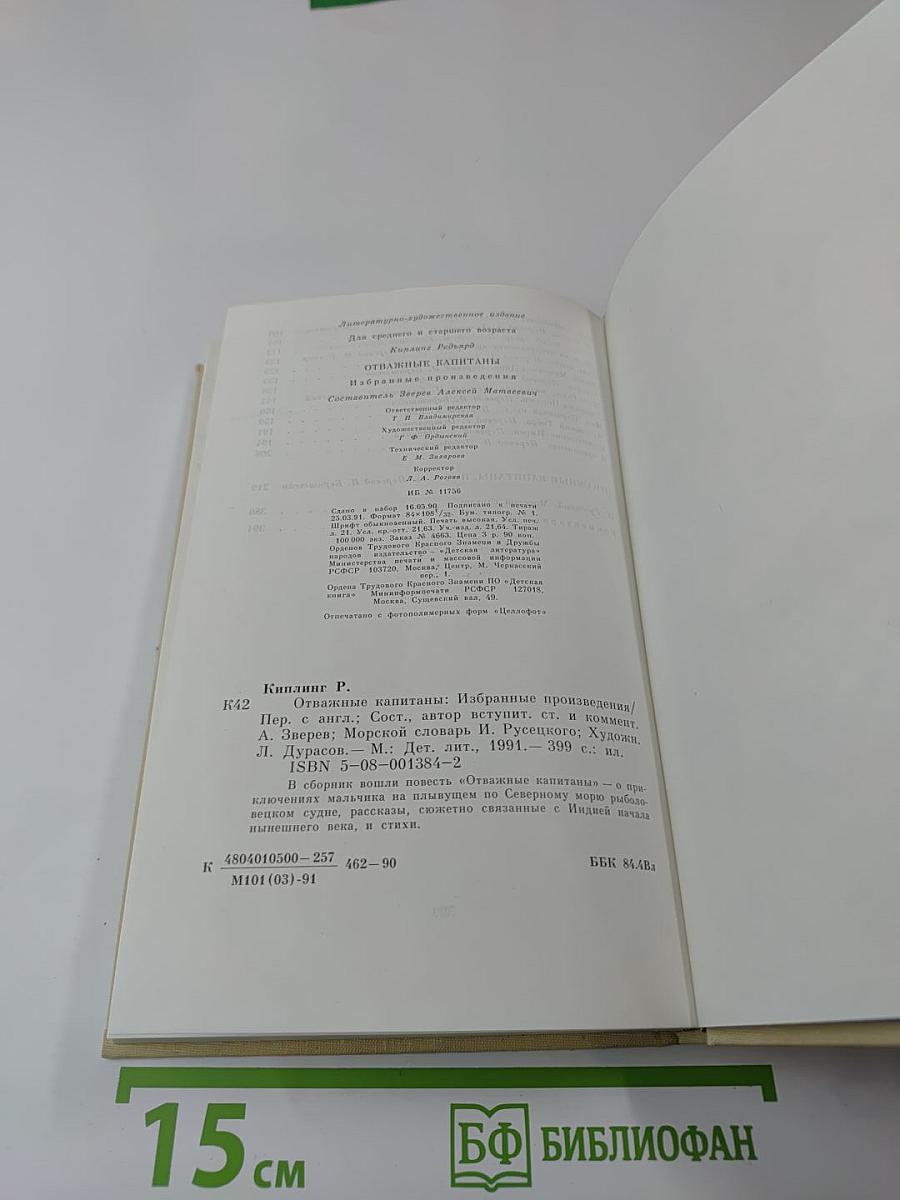 Литературно-художественное издание
Для среднего и старшего возраста
Киплинг Редьярд
ОТВАЖНЫЕ КАПИТАНЫ
Избранные произведения
Составитель Зверев Алексей Матвеевич
Ответственный редактор
Т. П. Владимирская
Художественный редактор
Г. Ф. Ордынский
Технический редактор
Е. М. Захарова
Корректор
Л. А. Рогова
ИБ № 11756
Сдано в набор 16.05.90. Подписано к печати
25.03.91. Формат 84×108 1/32. Бум. типогр. № 1.
Шрифт обыкновенный. Печать высокая. Усл. печ.
л. 21. Усл. кр.-отт. 21,63. Уч.-изд. л. 21,64. Тираж
100 000 экз. Заказ № 4663. Цена 3 р. 90 коп.
Орденов Трудового Красного Знамени и Дружбы
народов издательство — «Детская литература»
Министерства печати и массовой информации
РСФСР 103720, Москва, Центр, М. Черкасский
пер., 1.
Ордена Трудового Красного Знамени ПО «Детская
книга» Мининформпечати РСФСР 127018,
Москва, Сущевский вал, 49.
Отпечатано с фотополимерных форм «Целлофот»
Киплинг Р.
К42 Отважные капитаны: Избранные произведения/
Пер. с англ.; Сост., автор вступит. ст. и коммент.
А. Зверев; Морской словарь И. Русецкого; Художн.
Л. Дурасов.— М.: Дет. лит., 1991.— 399 с.: ил.
ISBN 5—08—001384—2
В сборник вошли повесть «Отважные капитаны» — о при-
ключениях мальчика на плывущем по Северному морю рыболо-
вецком судне, рассказы, сюжетно связанные с Индией начала
нынешнего века, и стихи.
К 4804010500—257 462—90 ББК 84.4Вл
М101(03)-91
15 см БФ БИБЛИОФАН